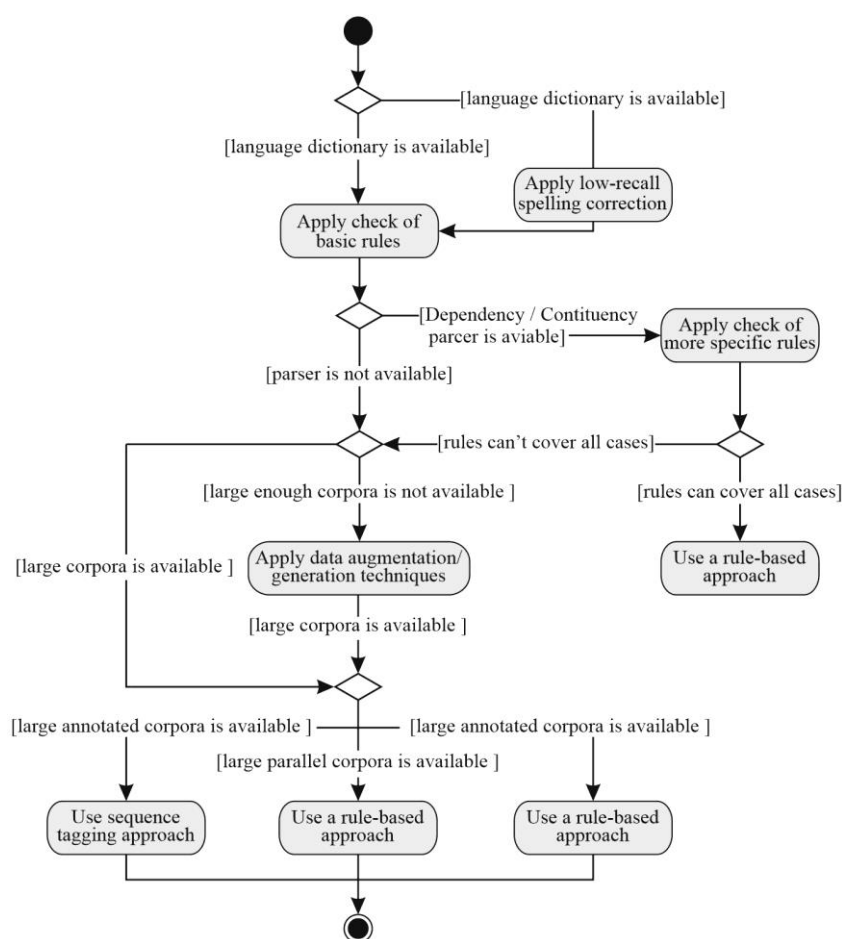 [language dictionary is available]
[language dictionary is available]
Apply low-recall
spelling correction
Apply check of
basic rules
[Dependency / Contituency
parcer is aviable]
Apply check of
more specific rules
[parser is not available]
[rules can't cover all cases]
[large enough corpora is not available ]
[rules can cover all cases]
Apply data augmentation/
generation techniques
Use a rule-based
approach
[large corpora is available ]
[large corpora is available ]
[large annotated corpora is available ]
[large annotated corpora is available ]
[large parallel corpora is available ]
Use sequence
tagging approach
Use a rule-based
approach
Use a rule-based
approach